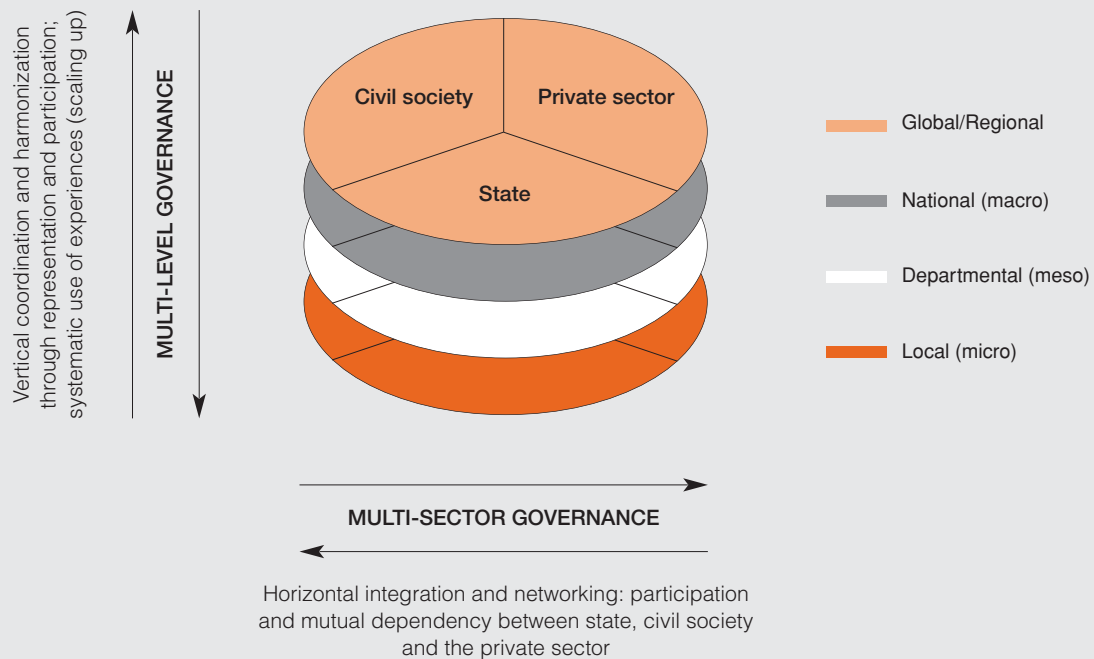 Vertical coordination and harmonization
through representation and participation;
systematic use of experiences (scaling up)
MULTI-LEVEL GOVERNANCE
Civil society
Private sector
State
Global/Regional
National (macro)
Departmental (meso)
Local (micro)
MULTI-SECTOR GOVERNANCE
Horizontal integration and networking: participation
and mutual dependency between state, civil society
and the private sector